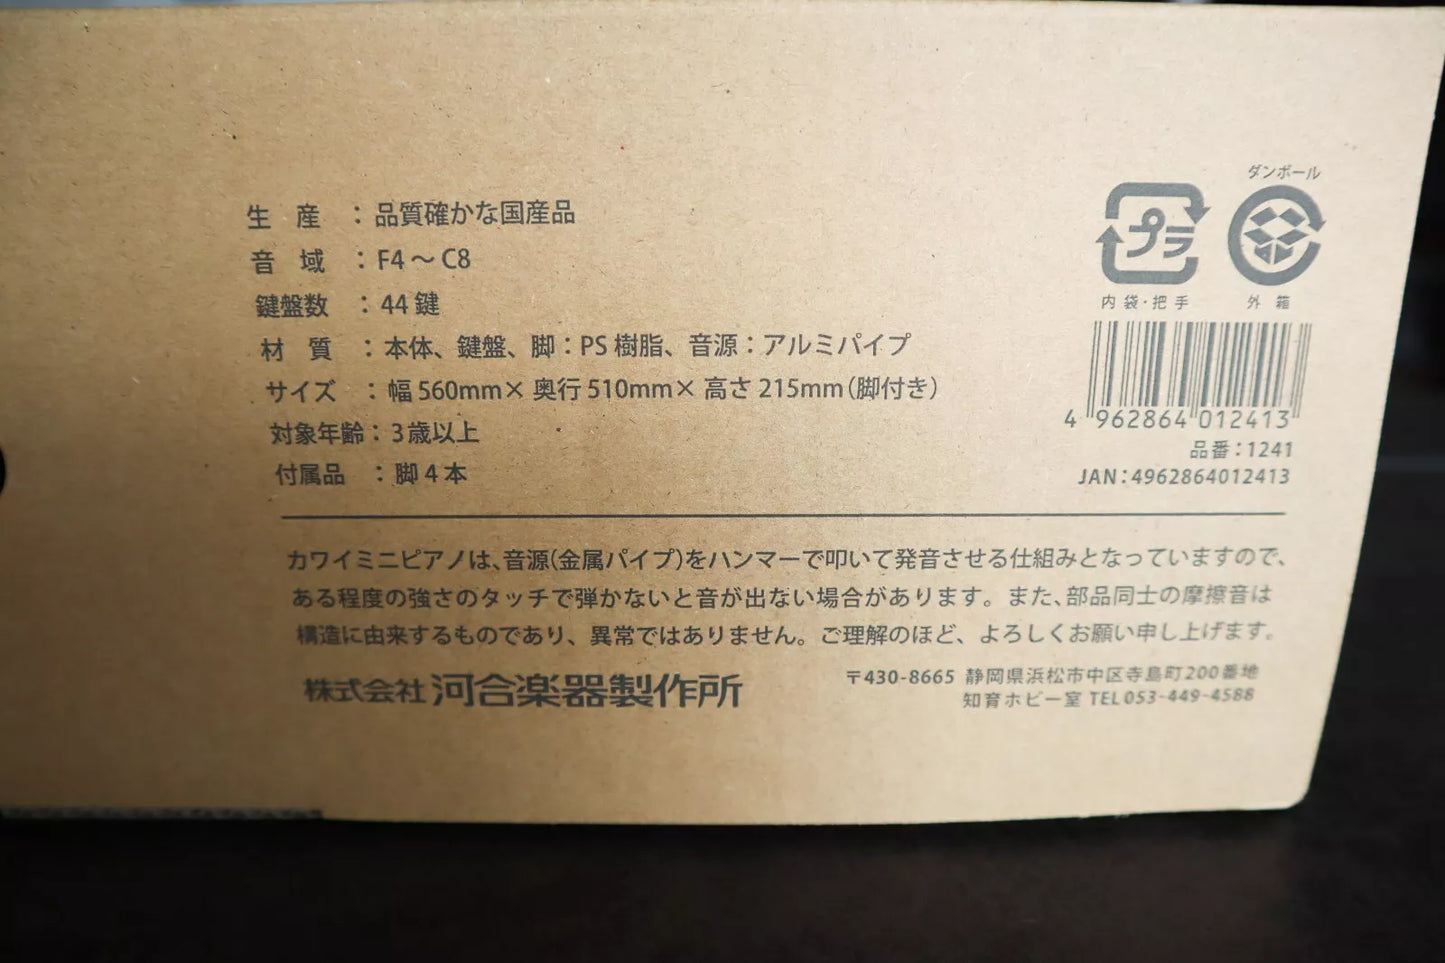 生産：品質確かな国産品
音域：F4～C8
鍵盤数：44鍵
材質：本体、鍵盤、脚：PS樹脂、音源：アルミパイプ
サイズ：幅560mm×奥行510mm×高さ215mm（脚付き）
対象年齢：3歳以上
付属品：脚4本
ダンボール
プラ
内袋・把手
外箱
4 962864 012413
品番：1241
JAN：4962864012413
カワイミニピアノは、音源(金属パイプ)をハンマーで叩いて発音させる仕組みとなっていますので、
ある程度の強さのタッチで弾かないと音が出ない場合があります。また、部品同士の摩擦音は
構造に由来するものであり、異常ではありません。ご理解のほど、よろしくお願い申し上げます。
株式会社 河合楽器製作所
〒430-8665 静岡県浜松市中区寺島町200番地
知育ホビー室 TEL053-449-4588